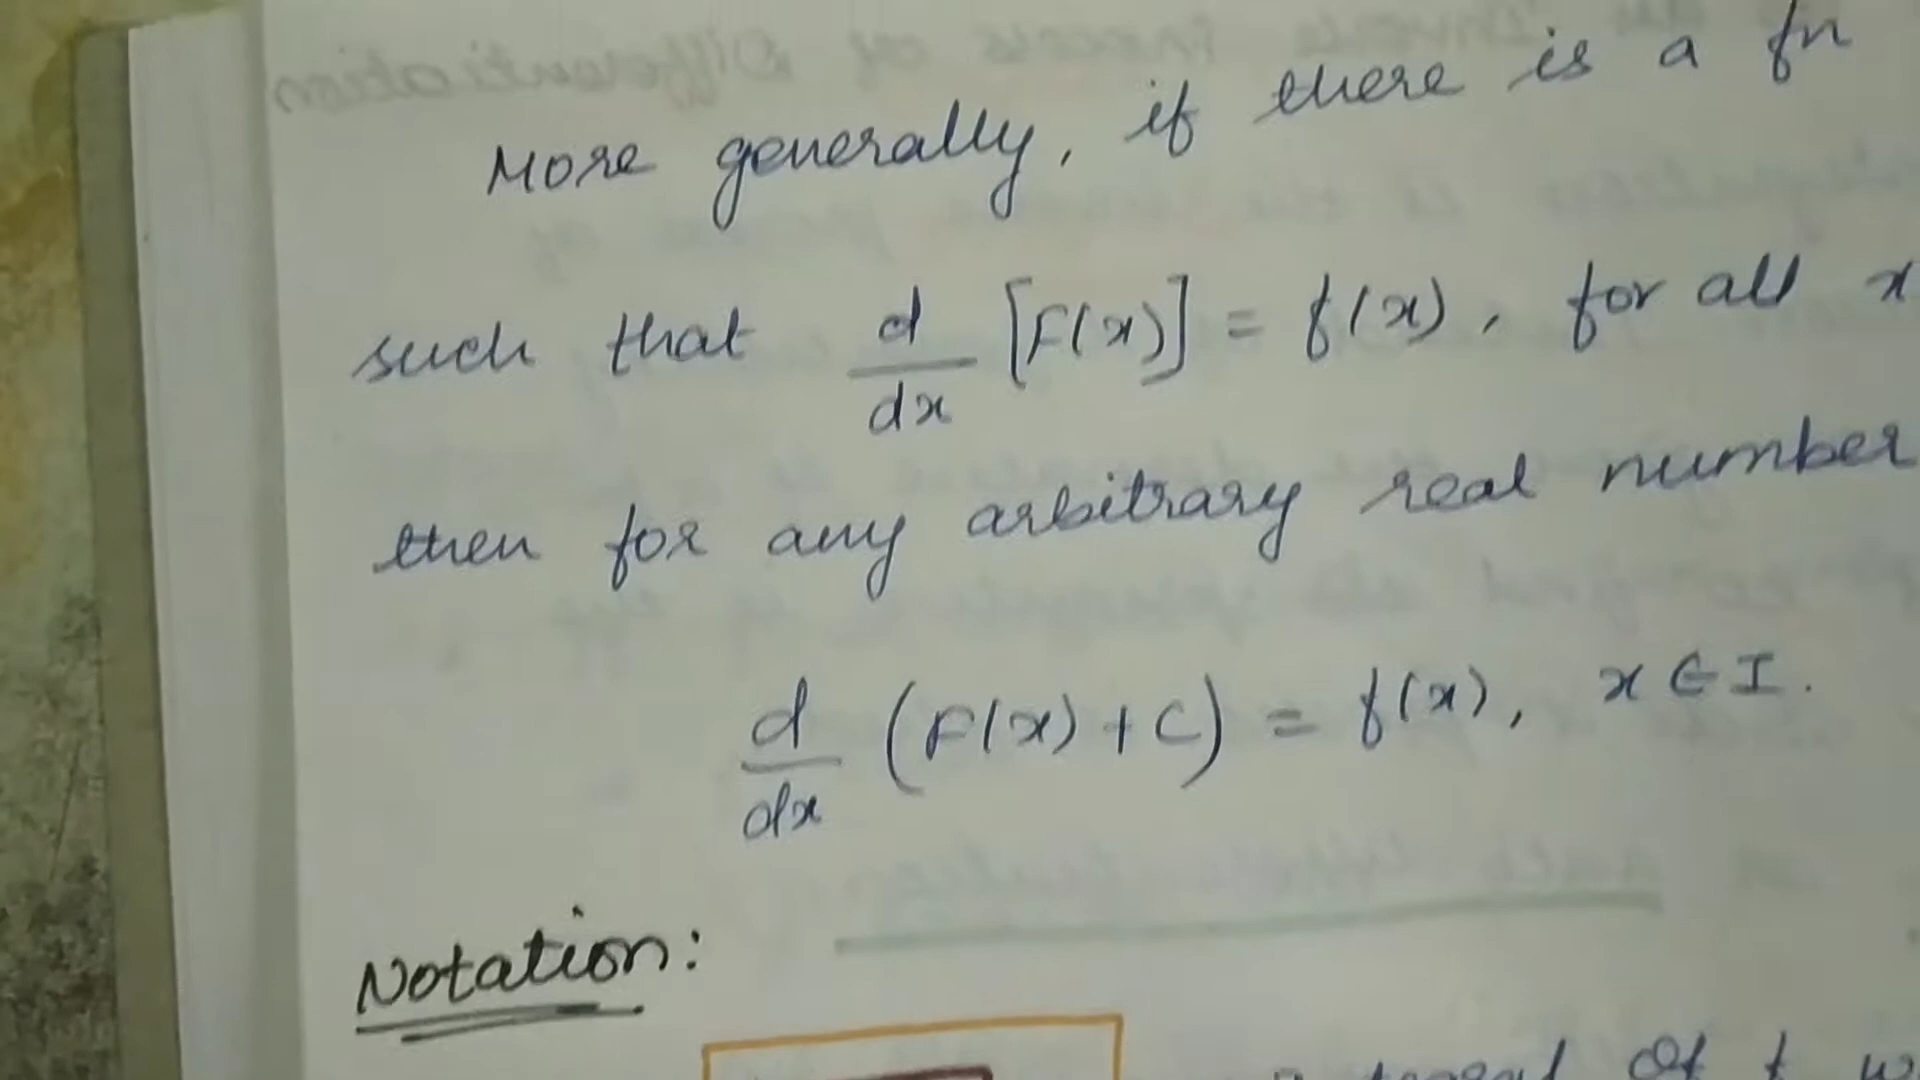 More generally, if there is a fn
such that d/dx [F(x)] = f(x), for all x
then for any arbitrary real number
d/dx (F(x) + C) = f(x), x ∈ I.
Notation:
of f